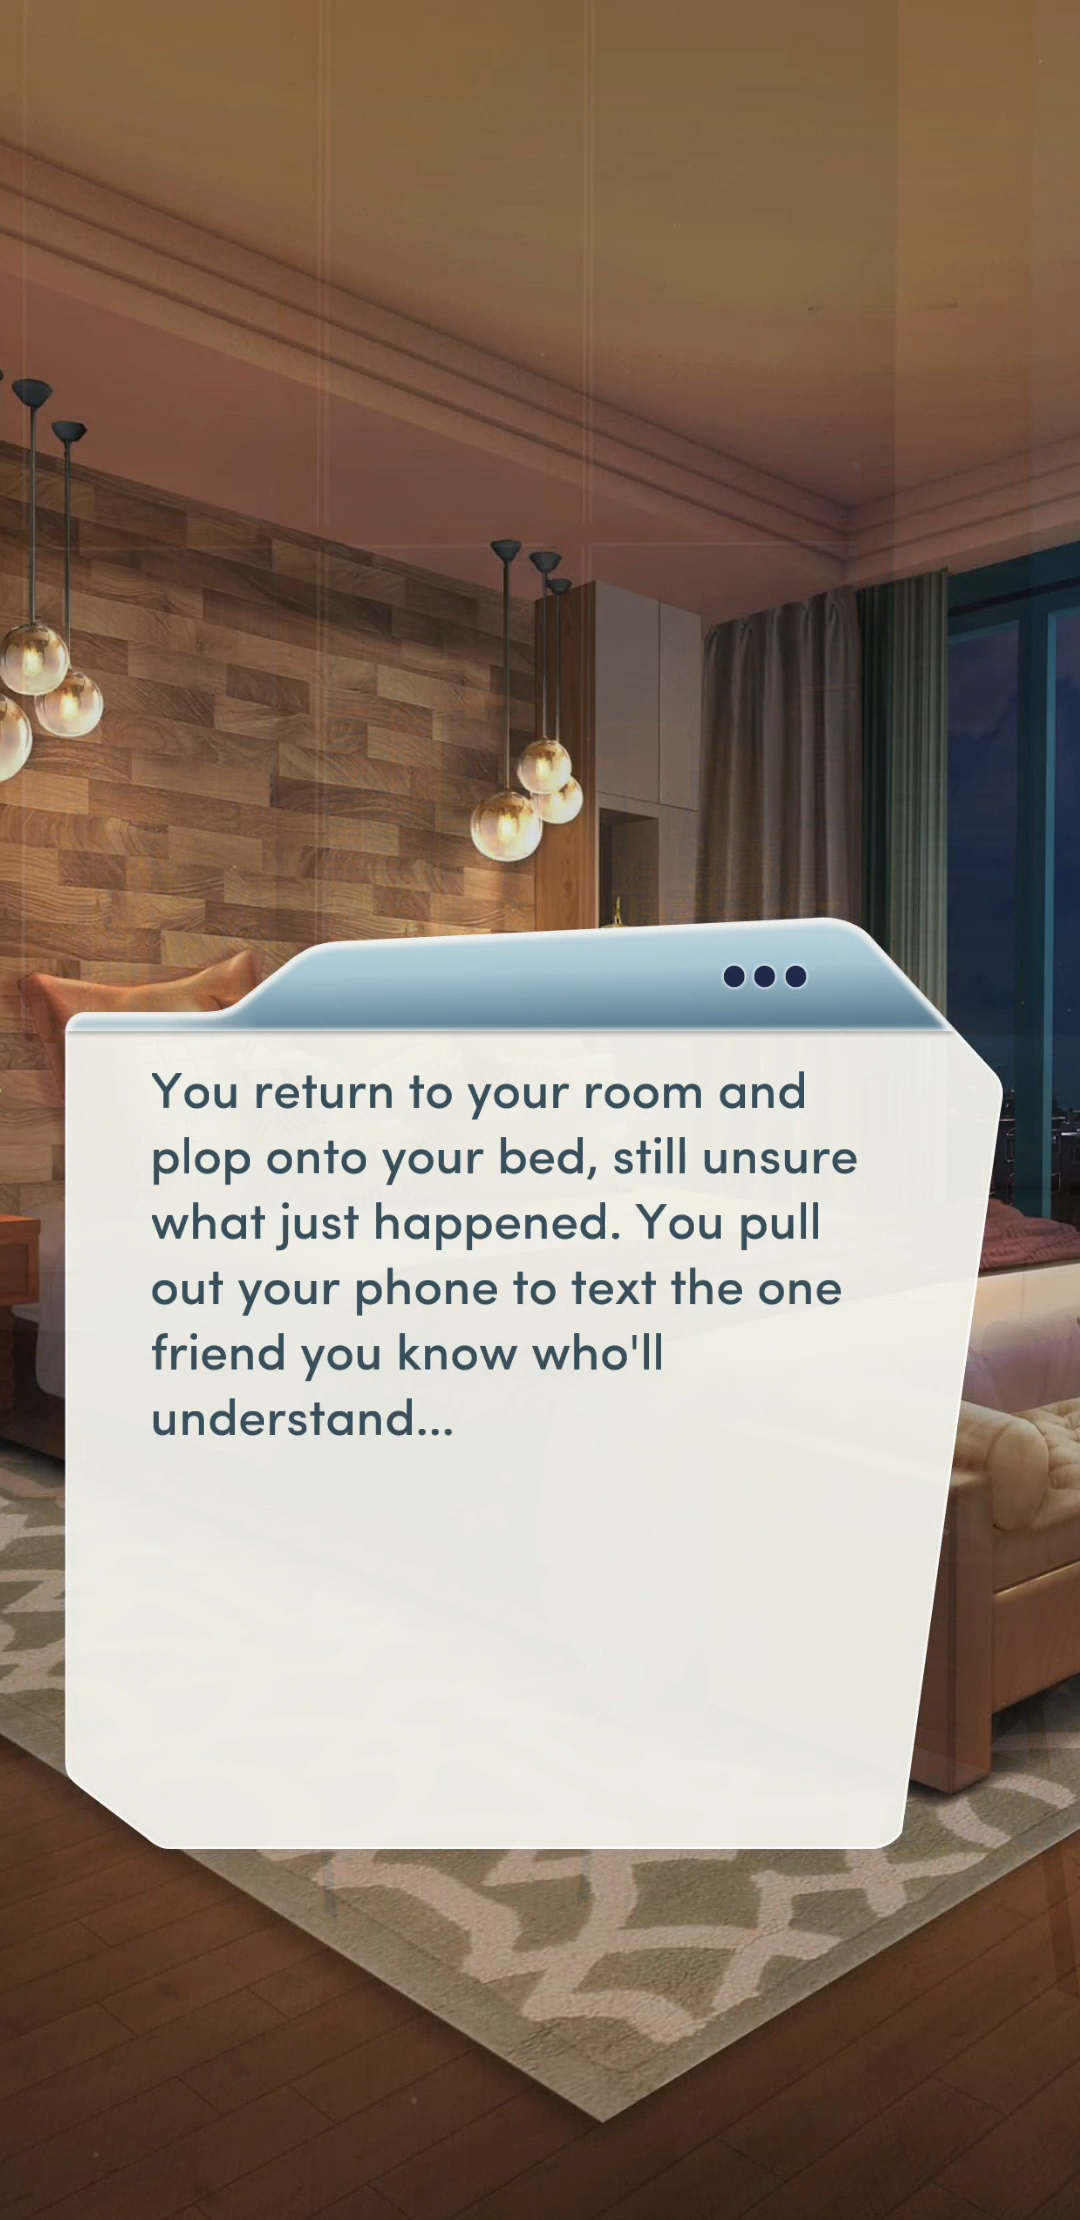 You return to your room and
plop onto your bed, still unsure
what just happened. You pull
out your phone to text the one
friend you know who'll
understand...